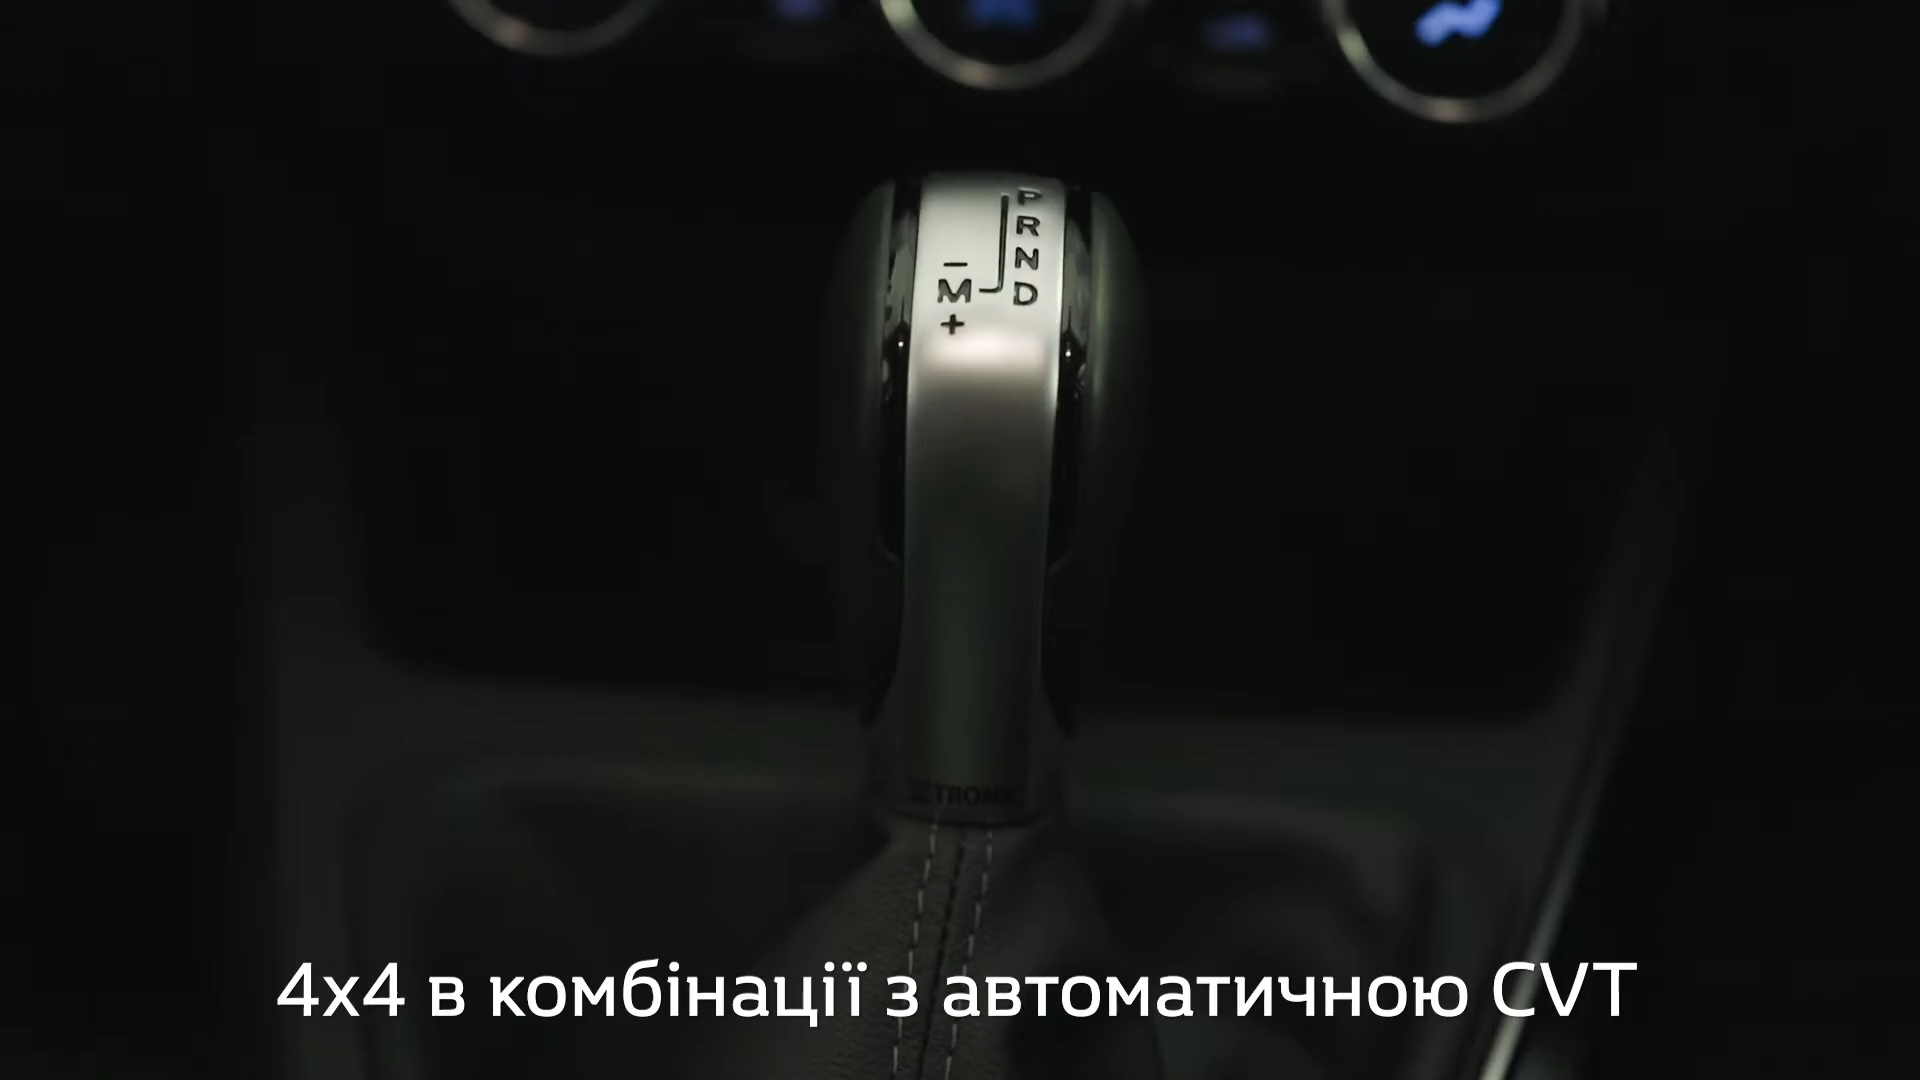 P
R
N
− 
M D
+
4x4 в комбінації з автоматичною CVT